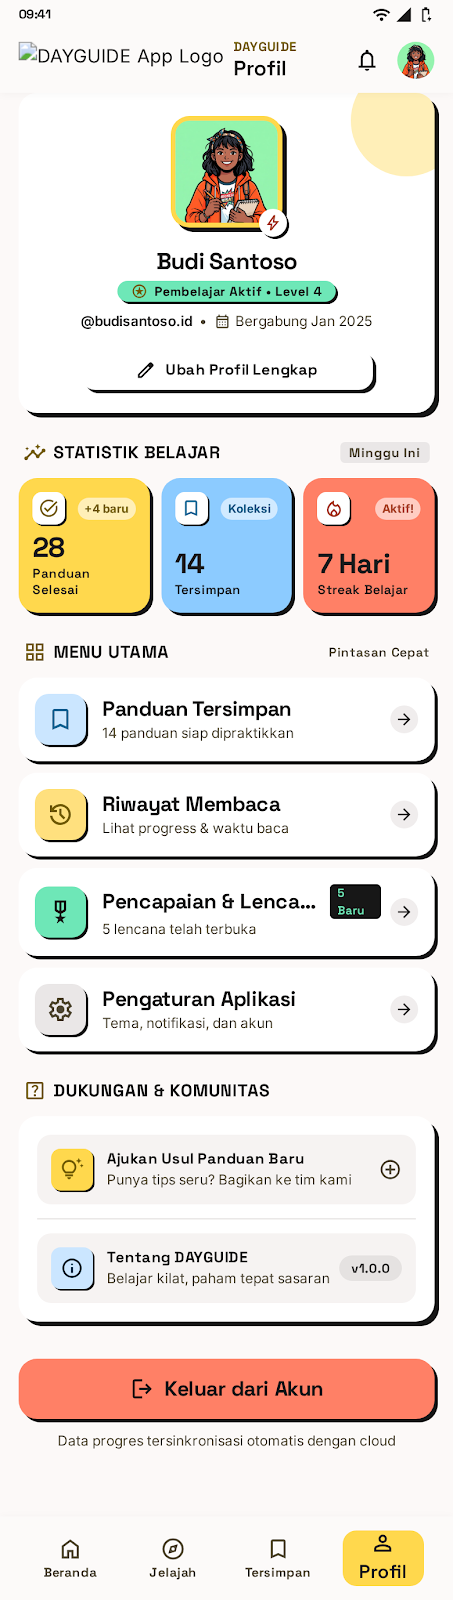 09:41
DAYGUIDE App Logo
DAYGUIDE
Profil
Budi Santoso
Pembelajar Aktif • Level 4
@budisantoso.id • Bergabung Jan 2025
Ubah Profil Lengkap
STATISTIK BELAJAR
Minggu Ini
+4 baru
28
Panduan
Selesai
Koleksi
14
Tersimpan
Aktif!
7 Hari
Streak Belajar
MENU UTAMA
Pintasan Cepat
Panduan Tersimpan
14 panduan siap dipraktikkan
Riwayat Membaca
Lihat progress & waktu baca
Pencapaian & Lenca...
5
Baru
5 lencana telah terbuka
Pengaturan Aplikasi
Tema, notifikasi, dan akun
DUKUNGAN & KOMUNITAS
Ajukan Usul Panduan Baru
Punya tips seru? Bagikan ke tim kami
Tentang DAYGUIDE
Belajar kilat, paham tepat sasaran
v1.0.0
Keluar dari Akun
Data progres tersinkronisasi otomatis dengan cloud
Beranda
Jelajah
Tersimpan
Profil